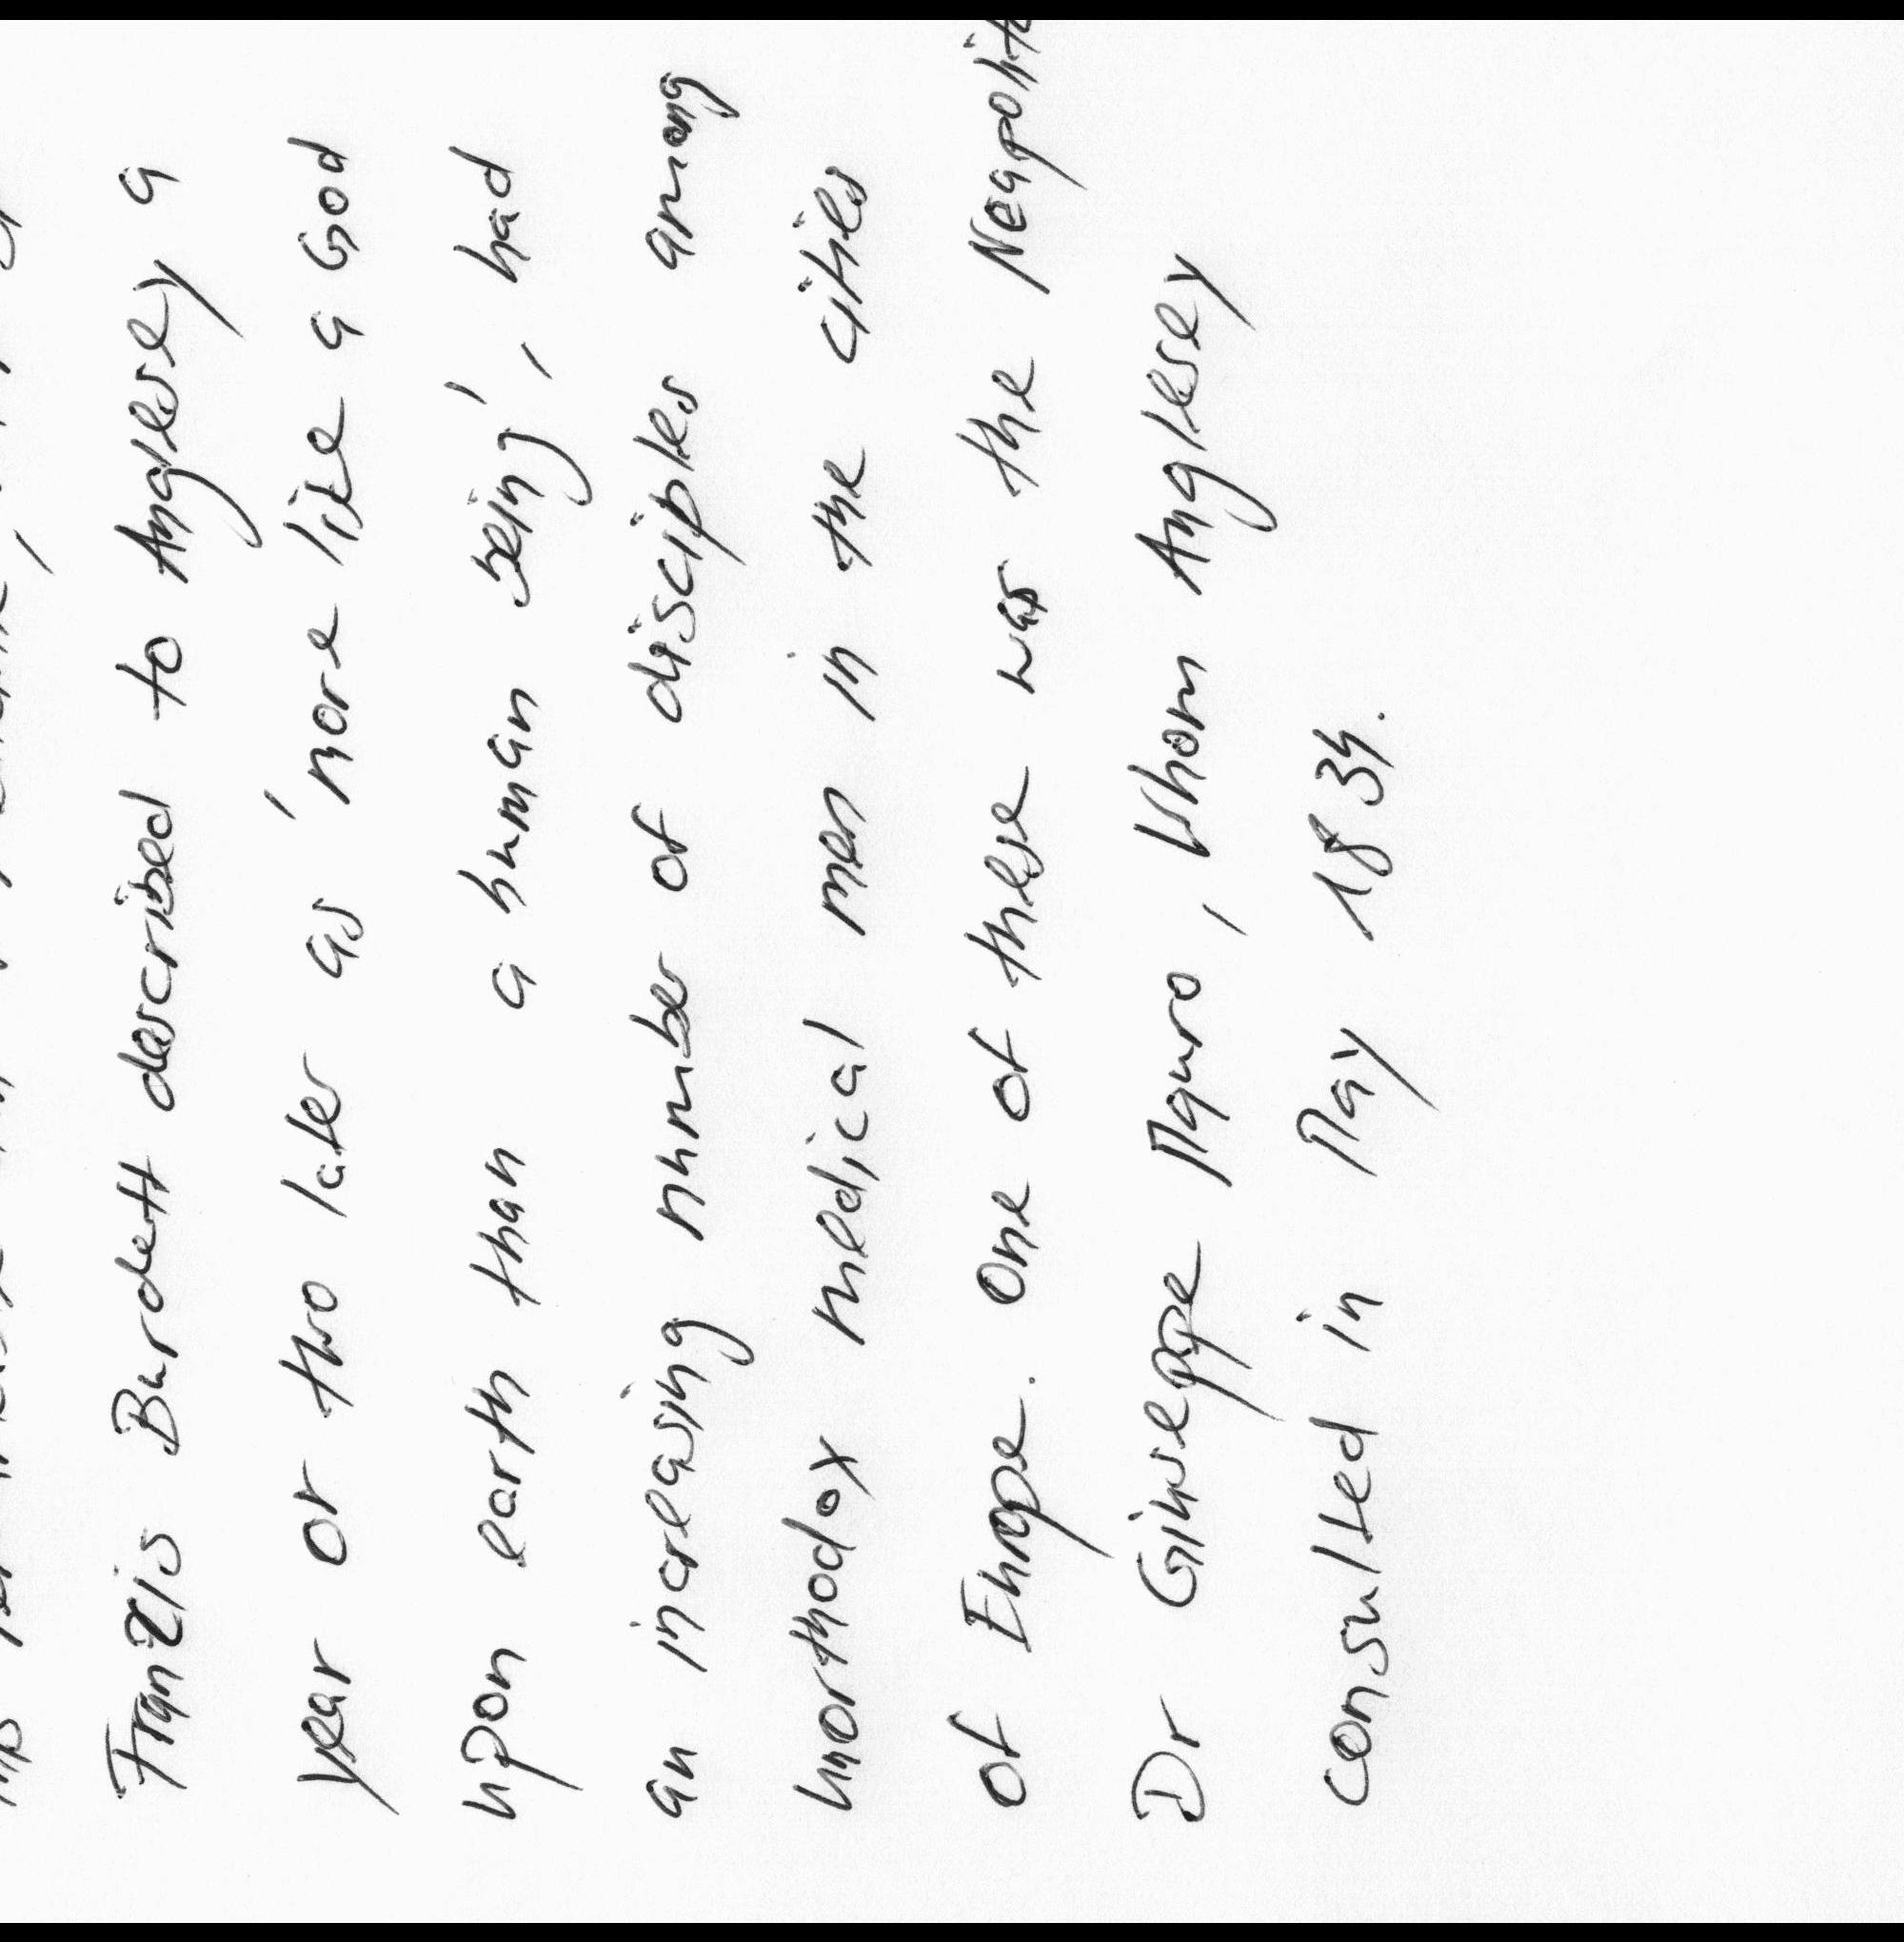 Francis Burdett described to Anglesey a
year or two later as 'more like a God
upon earth than a human being', had
an increasing number of disciples among
unorthodox medical men in the cities
of Europe. One of these was the
Dr Giuseppe Mauro, whom Anglesey
consulted in May 1834.